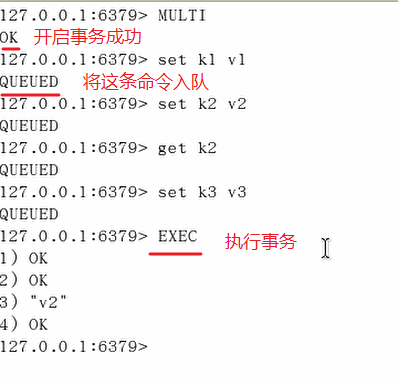 127.0.0.1:6379> MULTI
OK 开启事务成功
127.0.0.1:6379> set k1 v1
QUEUED 将这条命令入队
127.0.0.1:6379> set k2 v2
QUEUED
127.0.0.1:6379> get k2
QUEUED
127.0.0.1:6379> set k3 v3
QUEUED
127.0.0.1:6379> EXEC 执行事务
1) OK
2) OK
3) "v2"
4) OK
127.0.0.1:6379>